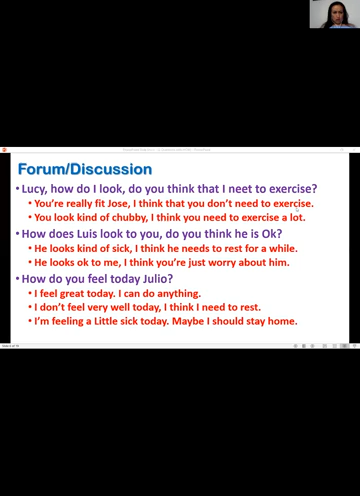 Forum/Discussion
• Lucy, how do I look, do you think that I neet to exercise?
• You're really fit Jose, I think that you don't need to exercise.
• You look kind of chubby, I think you need to exercise a lot.
• How does Luis look to you, do you think he is Ok?
• He looks kind of sick, I think he needs to rest for a while.
• He looks ok to me, I think you're just worry about him.
• How do you feel today Julio?
• I feel great today. I can do anything.
• I don't feel very well today, I think I need to rest.
• I'm feeling a Little sick today. Maybe I should stay home.